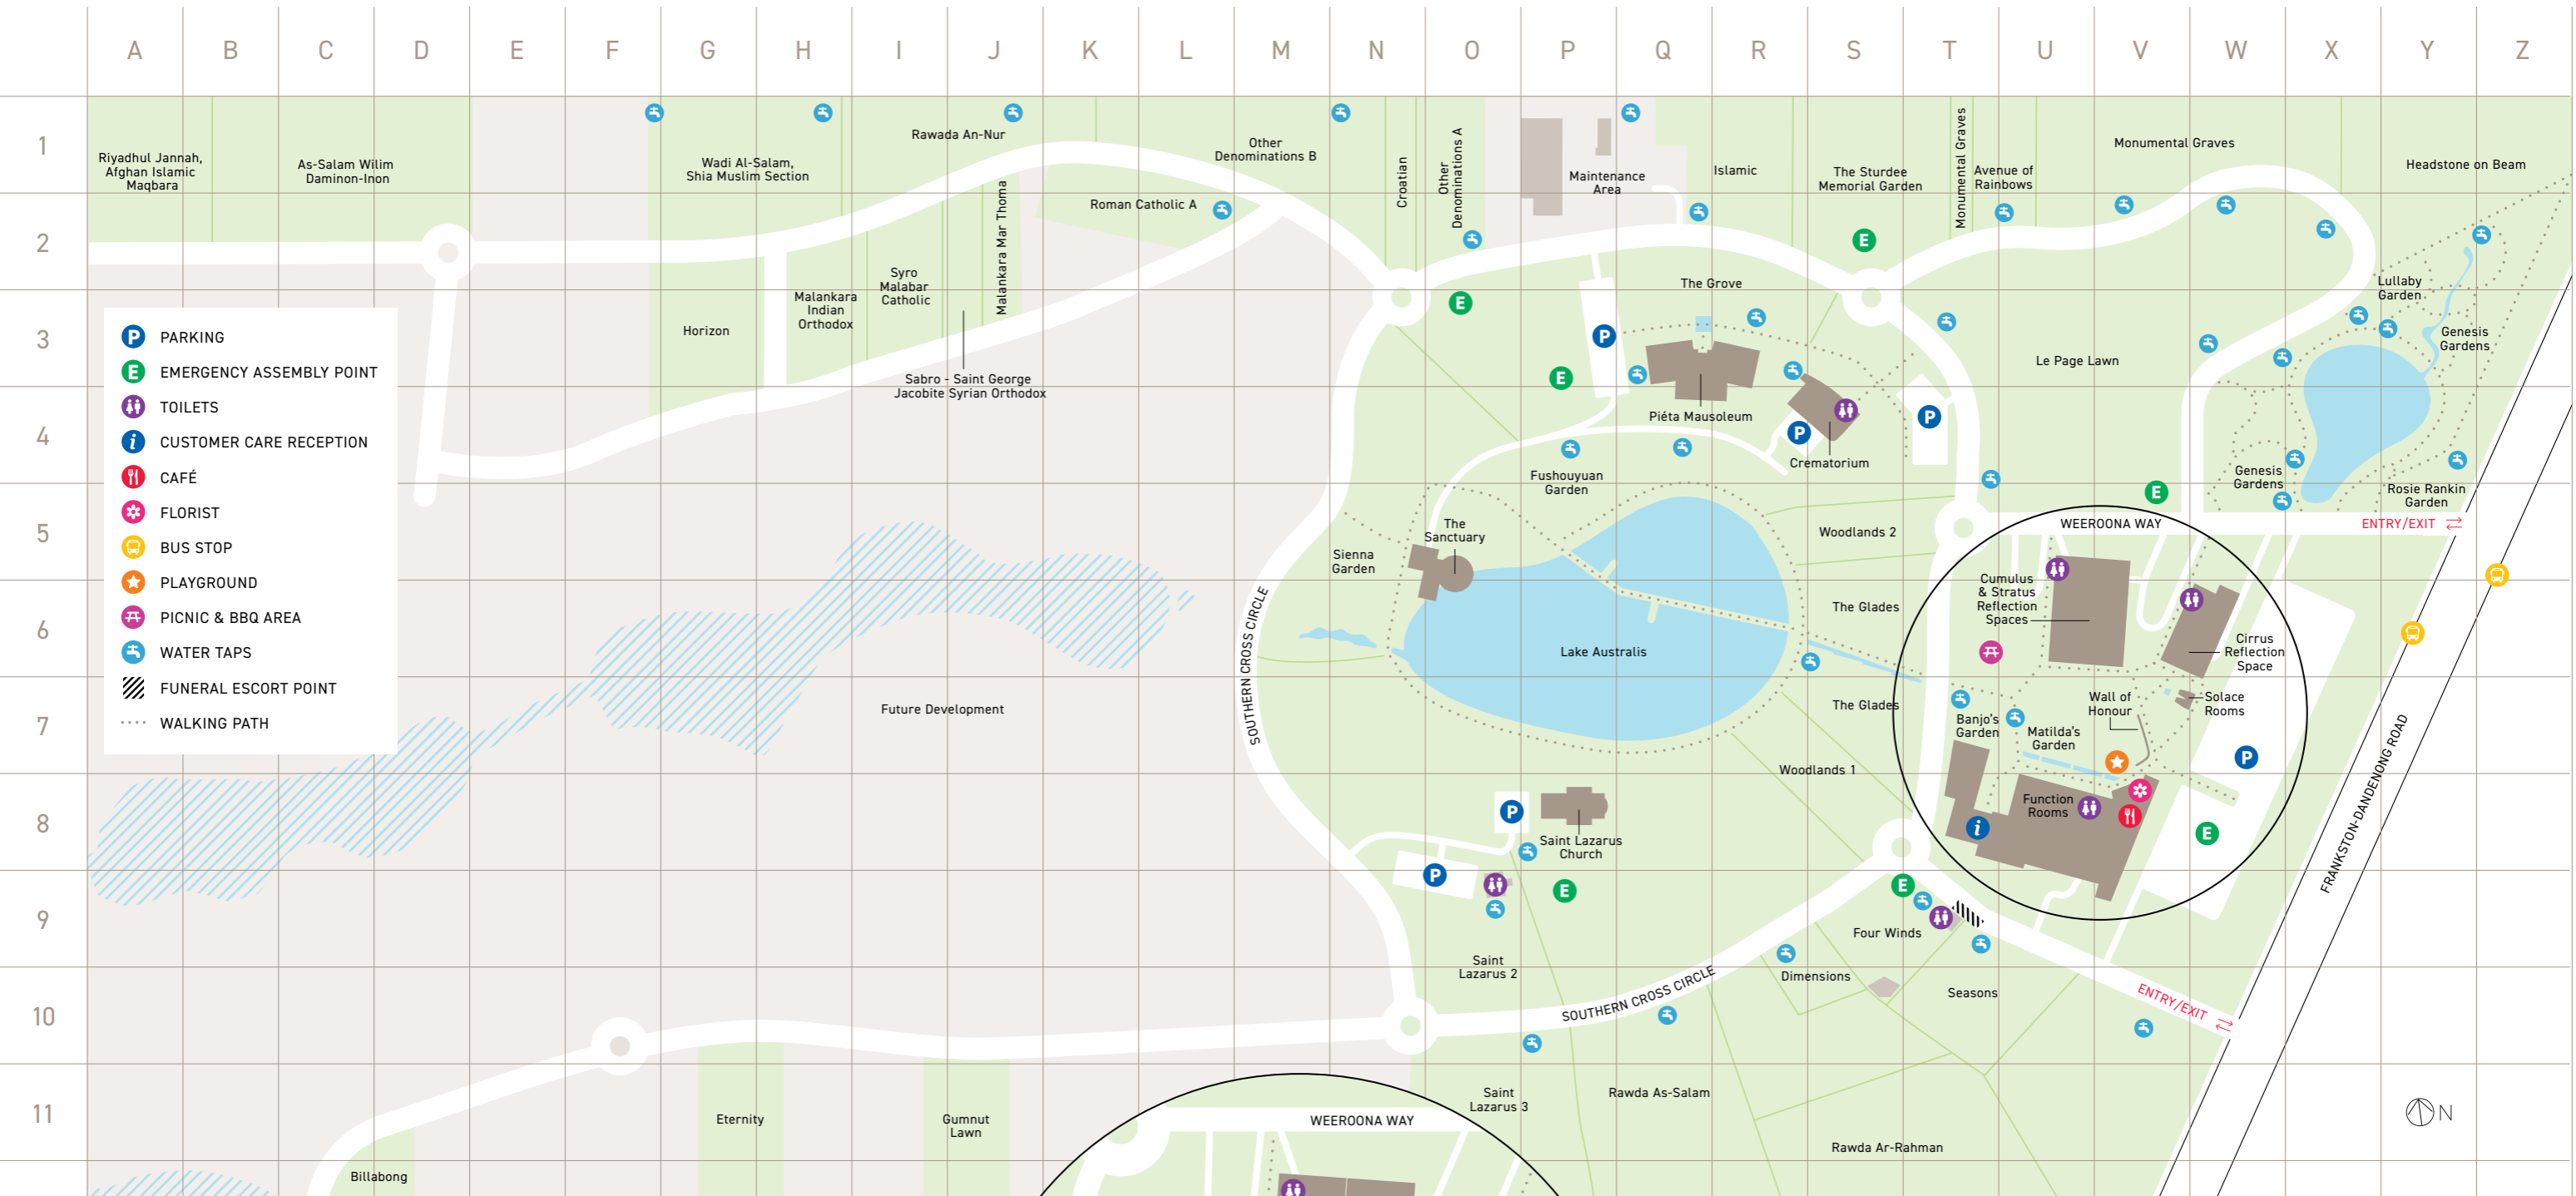 A B C D E F G H I J K L M N O P Q R S T U V W X Y Z
1
2
3
4
5
6
7
8
9
10
11
Riyadhul Jannah,
Afghan Islamic
Maqbara
As-Salam Wilim
Daminon-Inon
Wadi Al-Salam,
Shia Muslim Section
Rawada An-Nur
Other
Denominations B
Croatian
Other
Denominations A
Maintenance
Area
Islamic
The Sturdee
Memorial Garden
Monumental Graves
Avenue of
Rainbows
Monumental Graves
Headstone on Beam
Roman Catholic A
Malankara Mar Thoma
Syro
Malabar
Catholic
Malankara
Indian
Orthodox
Horizon
Sabro - Saint George
Jacobite Syrian Orthodox
The Grove
Lullaby
Garden
Genesis
Gardens
Le Page Lawn
E
E
P
E
P PARKING
E EMERGENCY ASSEMBLY POINT
TOILETS
i CUSTOMER CARE RECEPTION
CAFÉ
FLORIST
BUS STOP
PLAYGROUND
PICNIC & BBQ AREA
WATER TAPS
FUNERAL ESCORT POINT
WALKING PATH
Piéta Mausoleum
P
P
Crematorium
Fushouyuan
Garden
Genesis
Gardens
Rosie Rankin
Garden
E
WEEROONA WAY
ENTRY/EXIT
The
Sanctuary
Sienna
Garden
Woodlands 2
Cumulus
& Stratus
Reflection
Spaces
The Glades
SOUTHERN CROSS CIRCLE
Lake Australis
Cirrus
Reflection
Space
Future Development
The Glades
Wall of
Honour
Solace
Rooms
Banjo's
Garden
Matilda's
Garden
P
FRANKSTON-DANDENONG ROAD
Woodlands 1
Function
Rooms
P
i
E
Saint Lazarus
Church
P
E
E
Four Winds
Saint
Lazarus 2
Dimensions
Seasons
SOUTHERN CROSS CIRCLE
ENTRY/EXIT
Saint
Lazarus 3
Rawda As-Salam
Eternity
Gumnut
Lawn
WEEROONA WAY
N
Rawda Ar-Rahman
Billabong